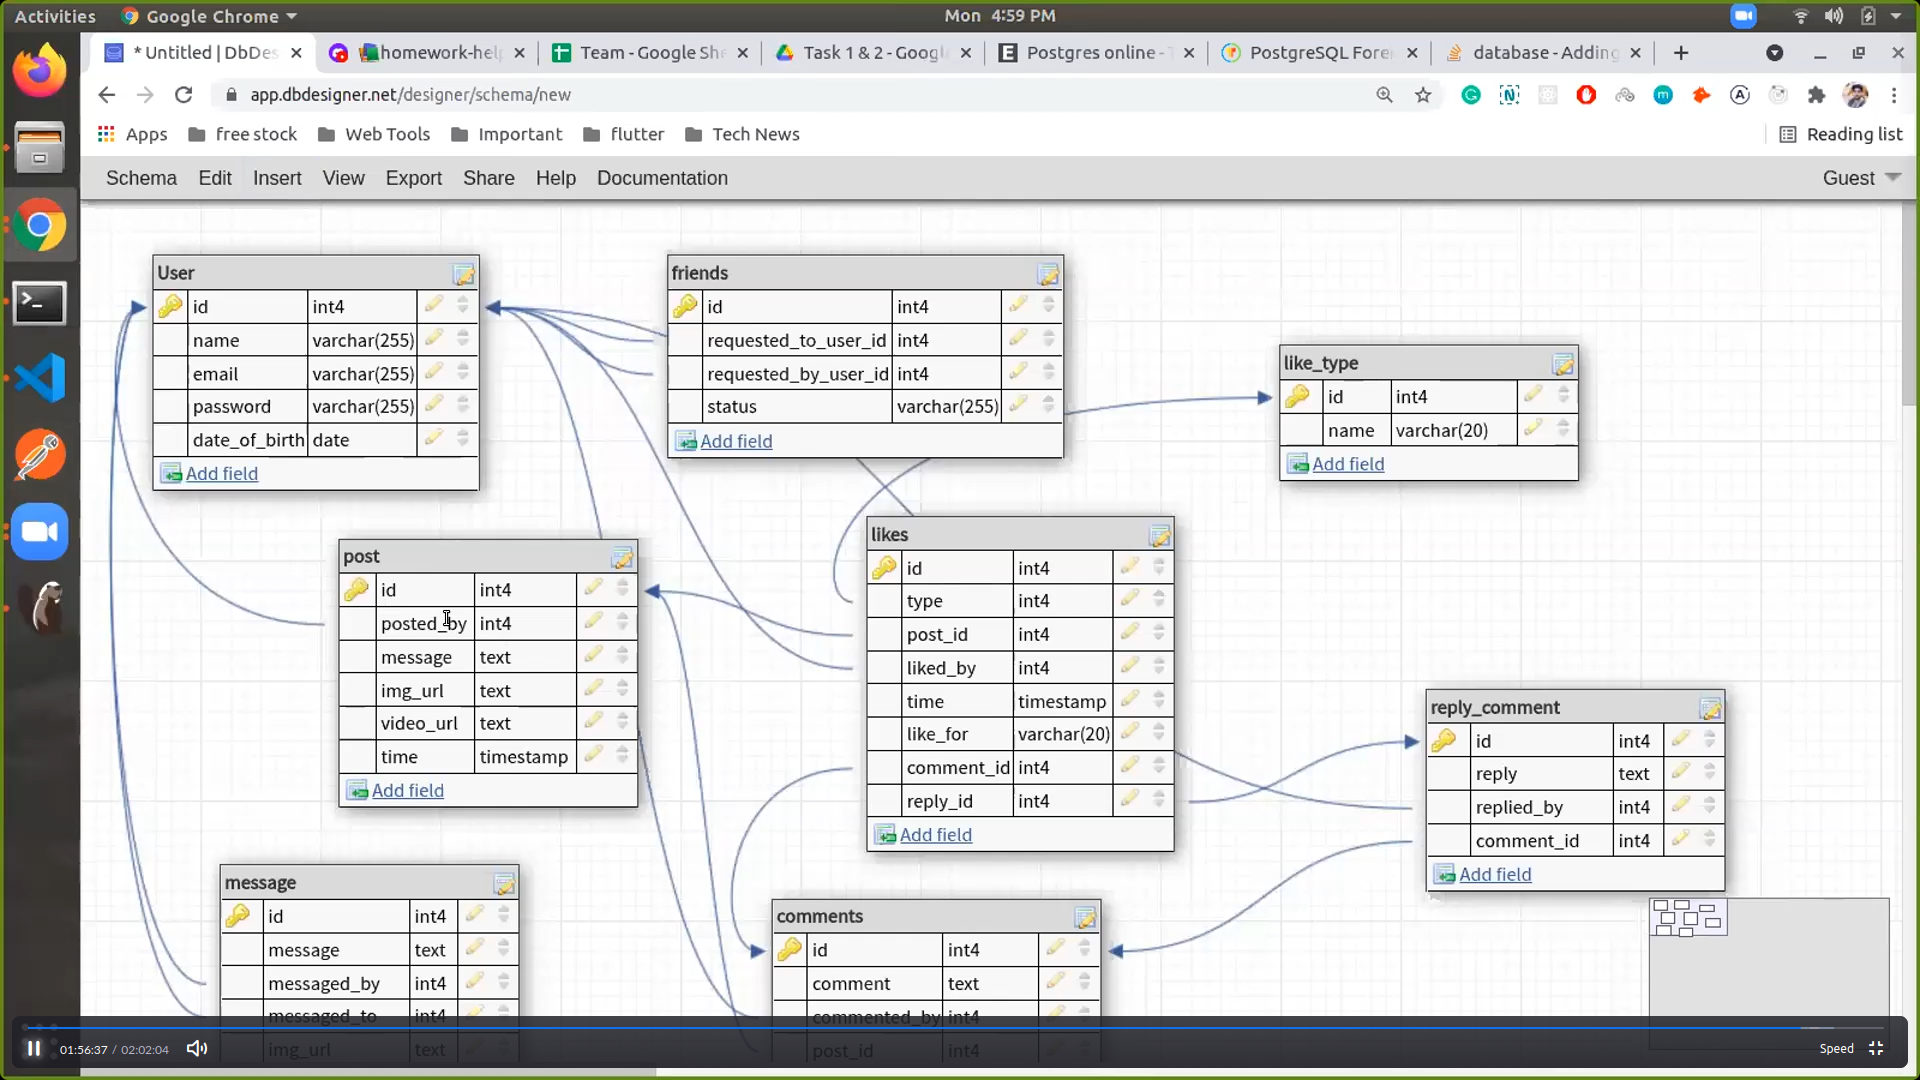 Activities
Google Chrome
Mon 4:59 PM
* Untitled | DbDes
homework-hel
Team - Google She
Task 1 & 2 - Googl
Postgres online - T
PostgreSQL Fore
database - Adding
app.dbdesigner.net/designer/schema/new
Apps
free stock
Web Tools
Important
flutter
Tech News
Reading list
Schema
Edit
Insert
View
Export
Share
Help
Documentation
Guest
User
id int4
name varchar(255)
email varchar(255)
password varchar(255)
date_of_birth date
Add field
friends
id int4
requested_to_user_id int4
requested_by_user_id int4
status varchar(255)
Add field
like_type
id int4
name varchar(20)
Add field
post
id int4
posted_by int4
message text
img_url text
video_url text
time timestamp
Add field
likes
id int4
type int4
post_id int4
liked_by int4
time timestamp
like_for varchar(20)
comment_id int4
reply_id int4
Add field
reply_comment
id int4
reply text
replied_by int4
comment_id int4
Add field
message
id int4
message text
messaged_by int4
messaged_to int4
img_url text
comments
id int4
comment text
commented_by int4
post_id int4
01:56:37 / 02:02:04
Speed